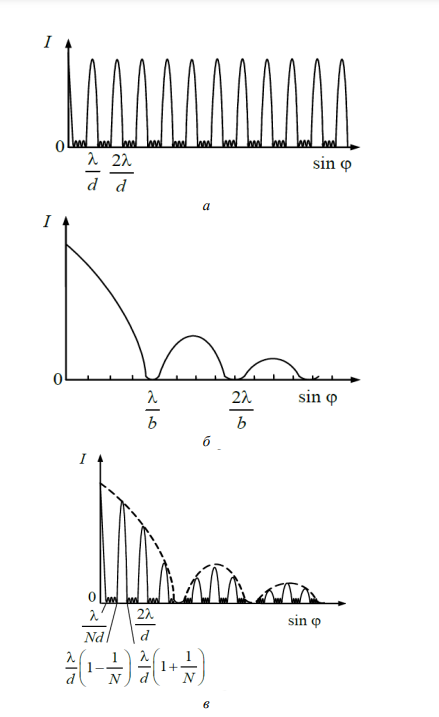 I
0
λ/d 2λ/d sin φ
а
I
0
λ/b 2λ/b sin φ
б
I
0
λ/Nd 2λ/d sin φ
λ/d(1−1/N) λ/d(1+1/N)
в